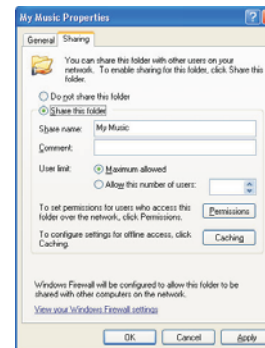 My Music Properties
General Sharing
You can share this folder with other users on your
network. To enable sharing for this folder, click Share this
folder.
Do not share this folder
Share this folder
Share name: My Music
Comment:
User limit: Maximum allowed
Allow this number of users:
To set permissions for users who access this
folder over the network, click Permissions.
Permissions
To configure settings for offline access, click
Caching.
Caching
Windows Firewall will be configured to allow this folder to be
shared with other computers on the network.
View your Windows Firewall settings
OK Cancel Apply